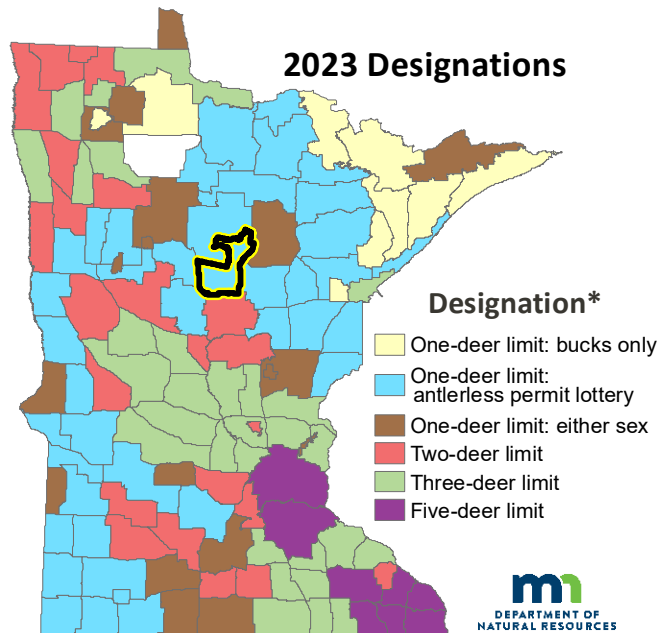 2023 Designations
Designation*
One-deer limit: bucks only
One-deer limit:
antlerless permit lottery
One-deer limit: either sex
Two-deer limit
Three-deer limit
Five-deer limit
DEPARTMENT OF
NATURAL RESOURCES